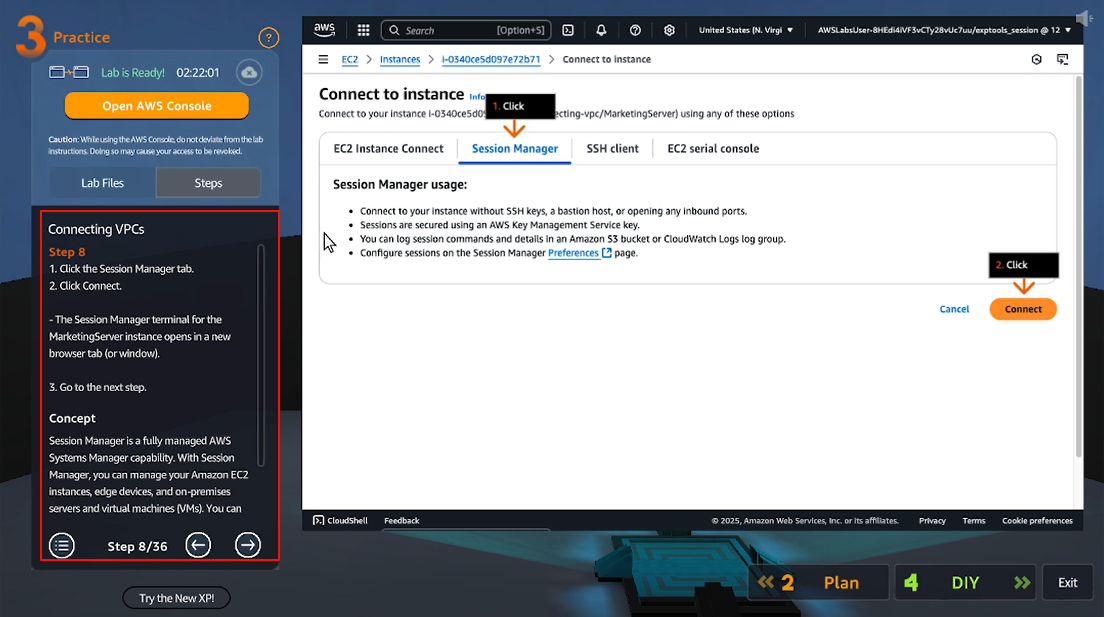 3 Practice
?
Lab is Ready! 02:22:01
Open AWS Console
Caution: While using the AWS Console, do not deviate from the lab
instructions. Doing so may cause your access to be revoked.
Lab Files
Steps
Connecting VPCs
Step 8
1. Click the Session Manager tab.
2. Click Connect.
- The Session Manager terminal for the
MarketingServer instance opens in a new
browser tab (or window).
3. Go to the next step.
Concept
Session Manager is a fully managed AWS
Systems Manager capability. With Session
Manager, you can manage your Amazon EC2
instances, edge devices, and on-premises
servers and virtual machines (VMs). You can
Step 8/36
Try the New XP!
aws
Search [Option+S]
United States (N. Virgi
AWSLabsUser-8HEdi4iVF3vCTy28vUc7uu/exptools_session @ 12
EC2 > Instances > i-0340ce5d097e72b71 > Connect to instance
Connect to instance Info
1. Click
Connect to your instance i-0340ce5d09 ecting-vpc/MarketingServer) using any of these options
EC2 Instance Connect
Session Manager
SSH client
EC2 serial console
Session Manager usage:
• Connect to your instance without SSH keys, a bastion host, or opening any inbound ports.
• Sessions are secured using an AWS Key Management Service key.
• You can log session commands and details in an Amazon S3 bucket or CloudWatch Logs log group.
• Configure sessions on the Session Manager Preferences page.
2. Click
Cancel
Connect
CloudShell
Feedback
© 2025, Amazon Web Services, Inc. or its affiliates.
Privacy
Terms
Cookie preferences
2 Plan
4 DIY
Exit